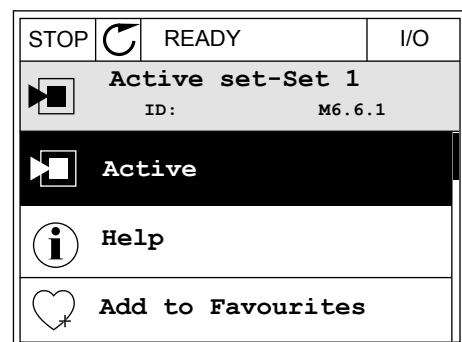 STOP READY I/O
Active set-Set 1
ID: M6.6.1
Active
Help
Add to Favourites